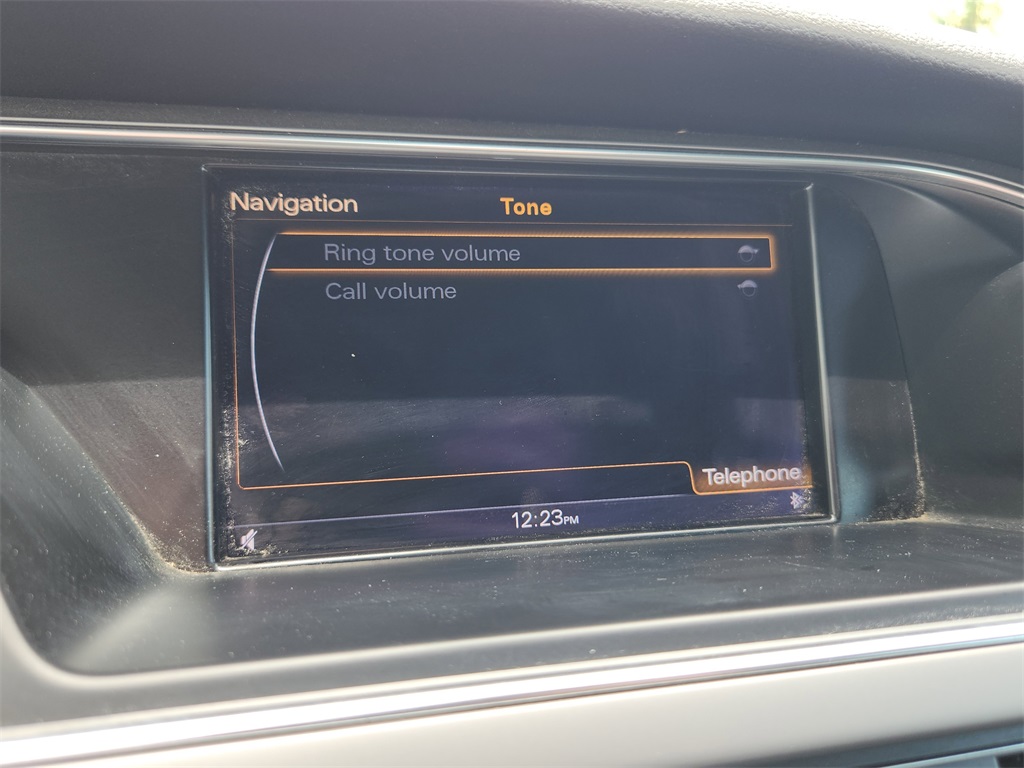 Navigation
Tone
Ring tone volume
Call volume
Telephone
12:23PM